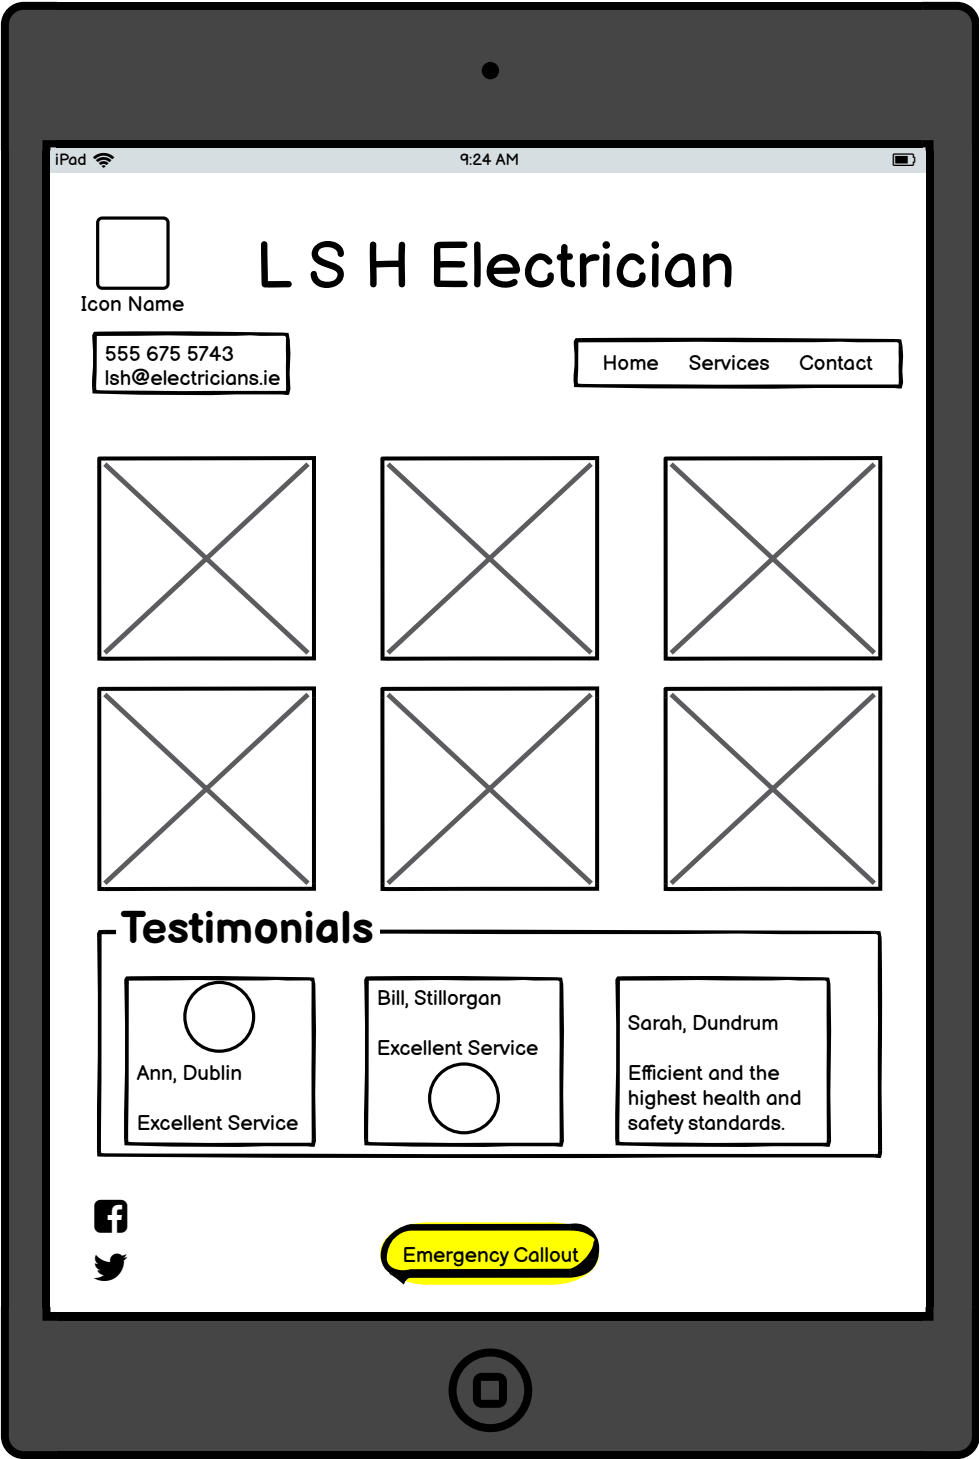 iPad
9:24 AM
L S H Electrician
Icon Name
555 675 5743
lsh@electricians.ie
Home Services Contact
Testimonials
Ann, Dublin
Excellent Service
Bill, Stillorgan
Excellent Service
Sarah, Dundrum
Efficient and the
highest health and
safety standards.
Emergency Callout